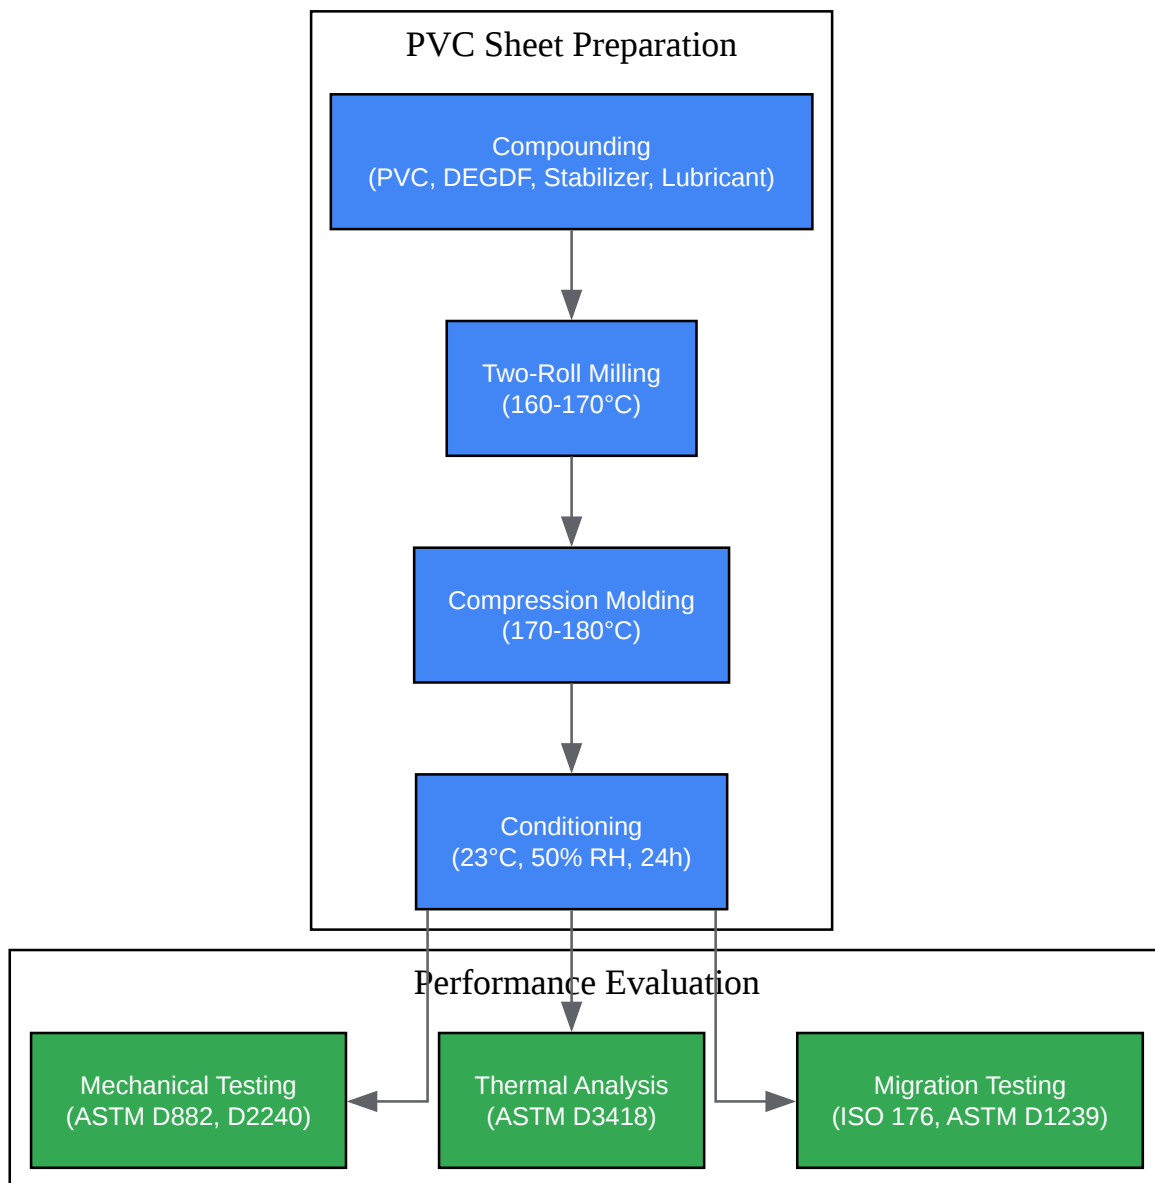 PVC Sheet Preparation
Compounding
(PVC, DEGDF, Stabilizer, Lubricant)
Two-Roll Milling
(160-170°C)
Compression Molding
(170-180°C)
Conditioning
(23°C, 50% RH, 24h)
Performance Evaluation
Mechanical Testing
(ASTM D882, D2240)
Thermal Analysis
(ASTM D3418)
Migration Testing
(ISO 176, ASTM D1239)